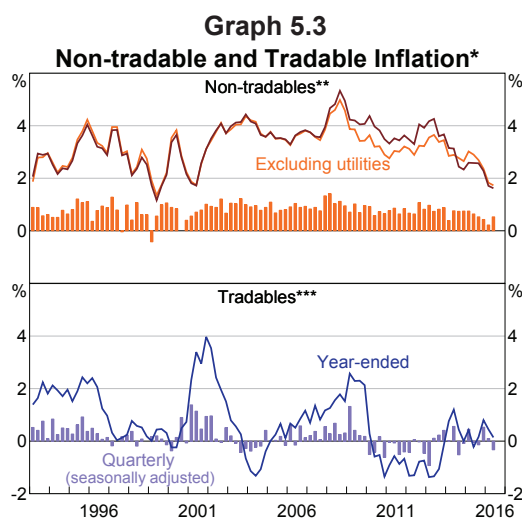 Graph 5.3
Non-tradable and Tradable Inflation*
% Non-tradables** %
4 4
Excluding utilities
2 2
0 0
% Tradables*** %
4 4
Year-ended
2 2
0 0
Quarterly
(seasonally adjusted)
-2 -2
1996 2001 2006 2011 2016